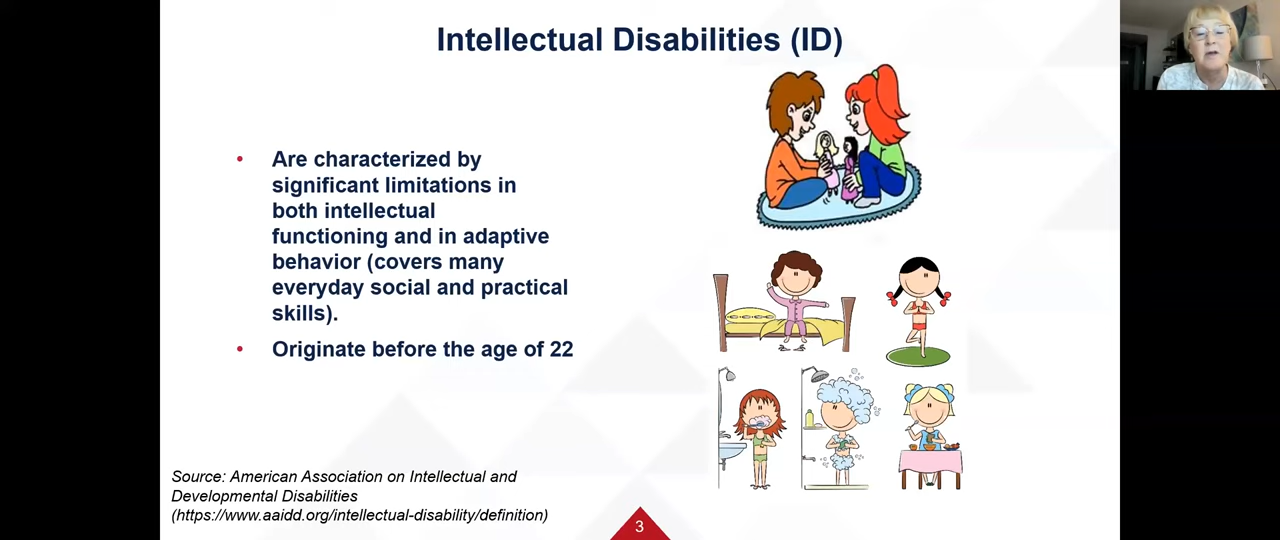 Intellectual Disabilities (ID)
• Are characterized by
significant limitations in
both intellectual
functioning and in adaptive
behavior (covers many
everyday social and practical
skills).
• Originate before the age of 22
Source: American Association on Intellectual and
Developmental Disabilities
(https://www.aaidd.org/intellectual-disability/definition)
3